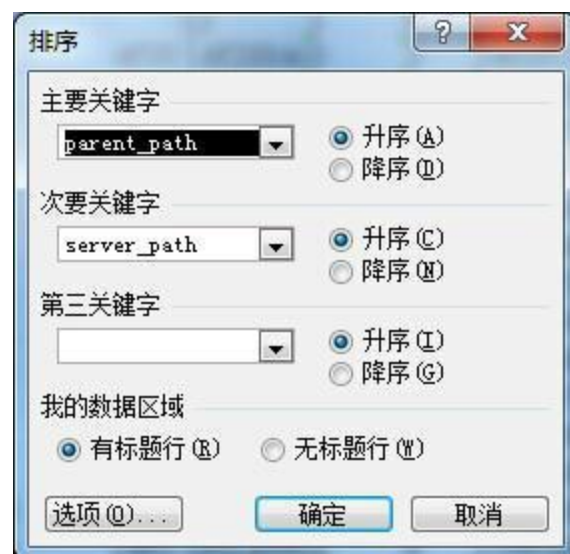 排序
主要关键字
parent_path 升序(A)
降序(D)
次要关键字
server_path 升序(C)
降序(N)
第三关键字
升序(I)
降序(G)
我的数据区域
有标题行(R) 无标题行(W)
选项(O)... 确定 取消